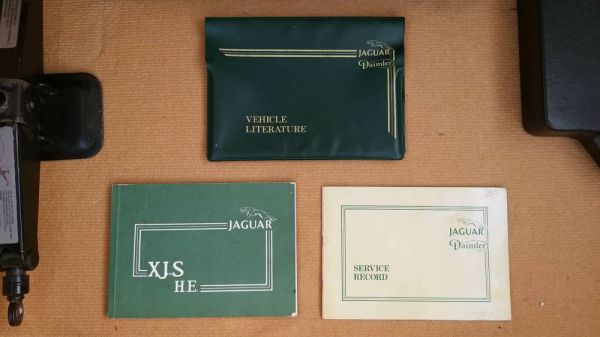 JAGUAR
Daimler
VEHICLE
LITERATURE
JAGUAR
XJ-S
H.E.
JAGUAR
Daimler
SERVICE
RECORD